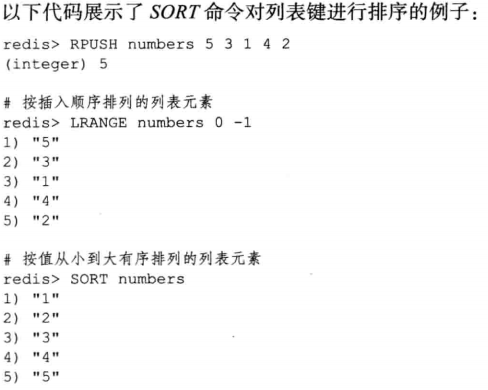 以下代码展示了 SORT 命令对列表键进行排序的例子：
redis> RPUSH numbers 5 3 1 4 2
(integer) 5
# 按插入顺序排列的列表元素
redis> LRANGE numbers 0 -1
1) "5"
2) "3"
3) "1"
4) "4"
5) "2"
# 按值从小到大有序排列的列表元素
redis> SORT numbers
1) "1"
2) "2"
3) "3"
4) "4"
5) "5"